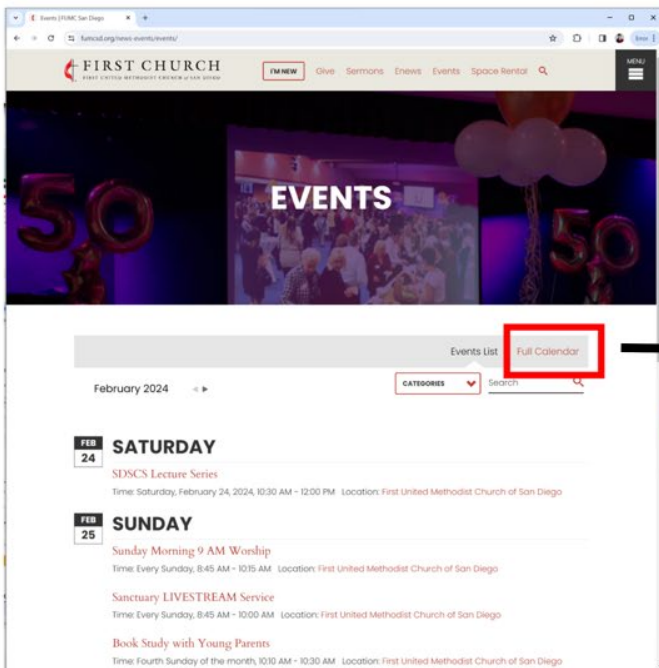 Events | FUMC San Diego
fumcsd.org/news-events/events/
Error
FIRST CHURCH
FIRST UNITED METHODIST CHURCH of SAN DIEGO
I'M NEW Give Sermons Enews Events Space Rental
MENU
50 EVENTS 50
Events List Full Calendar
February 2024 CATEGORIES Search
FEB 24 SATURDAY
SDSCS Lecture Series
Time: Saturday, February 24, 2024, 10:30 AM - 12:00 PM Location: First United Methodist Church of San Diego
FEB 25 SUNDAY
Sunday Morning 9 AM Worship
Time: Every Sunday, 8:45 AM - 10:15 AM Location: First United Methodist Church of San Diego
Sanctuary LIVESTREAM Service
Time: Every Sunday, 8:45 AM - 10:00 AM Location: First United Methodist Church of San Diego
Book Study with Young Parents
Time: Fourth Sunday of the month, 10:10 AM - 10:30 AM Location: First United Methodist Church of San Diego